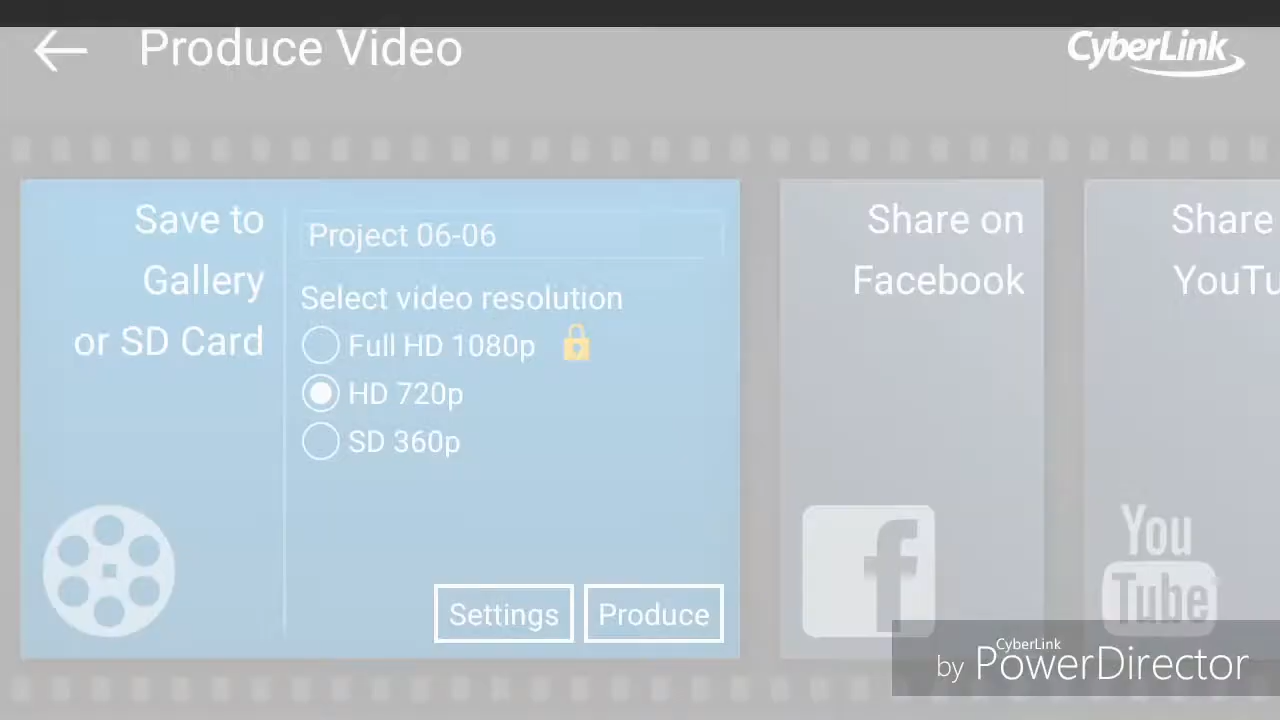 Produce Video
CyberLink
Save to
Gallery
or SD Card
Project 06-06
Select video resolution
Full HD 1080p
HD 720p
SD 360p
Settings
Produce
Share on
Facebook
f
Share
YouTu
You
Tube
CyberLink
by PowerDirector